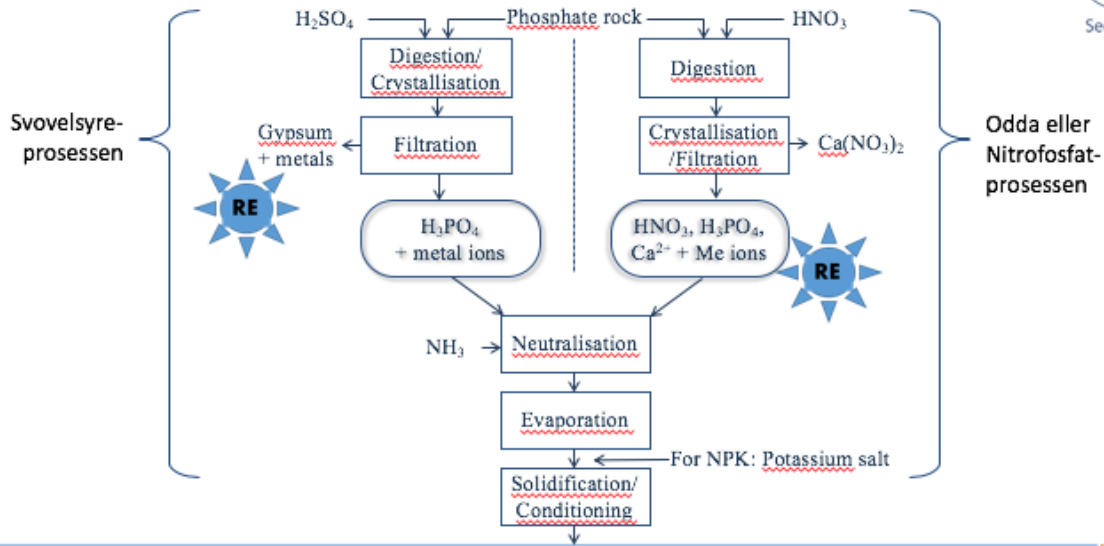 H₂SO₄
Phosphate rock
HNO₃
Se
Digestion/
Crystallisation
Digestion
Svovelsyre-
prosessen
Gypsum
+ metals
Filtration
Crystallisation
/Filtration
Ca(NO₃)₂
Odda eller
Nitrofosfat-
prosessen
RE
H₃PO₄
+ metal ions
HNO₃, H₃PO₄,
Ca²⁺ + Me ions
RE
NH₃
Neutralisation
Evaporation
For NPK: Potassium salt
Solidification/
Conditioning